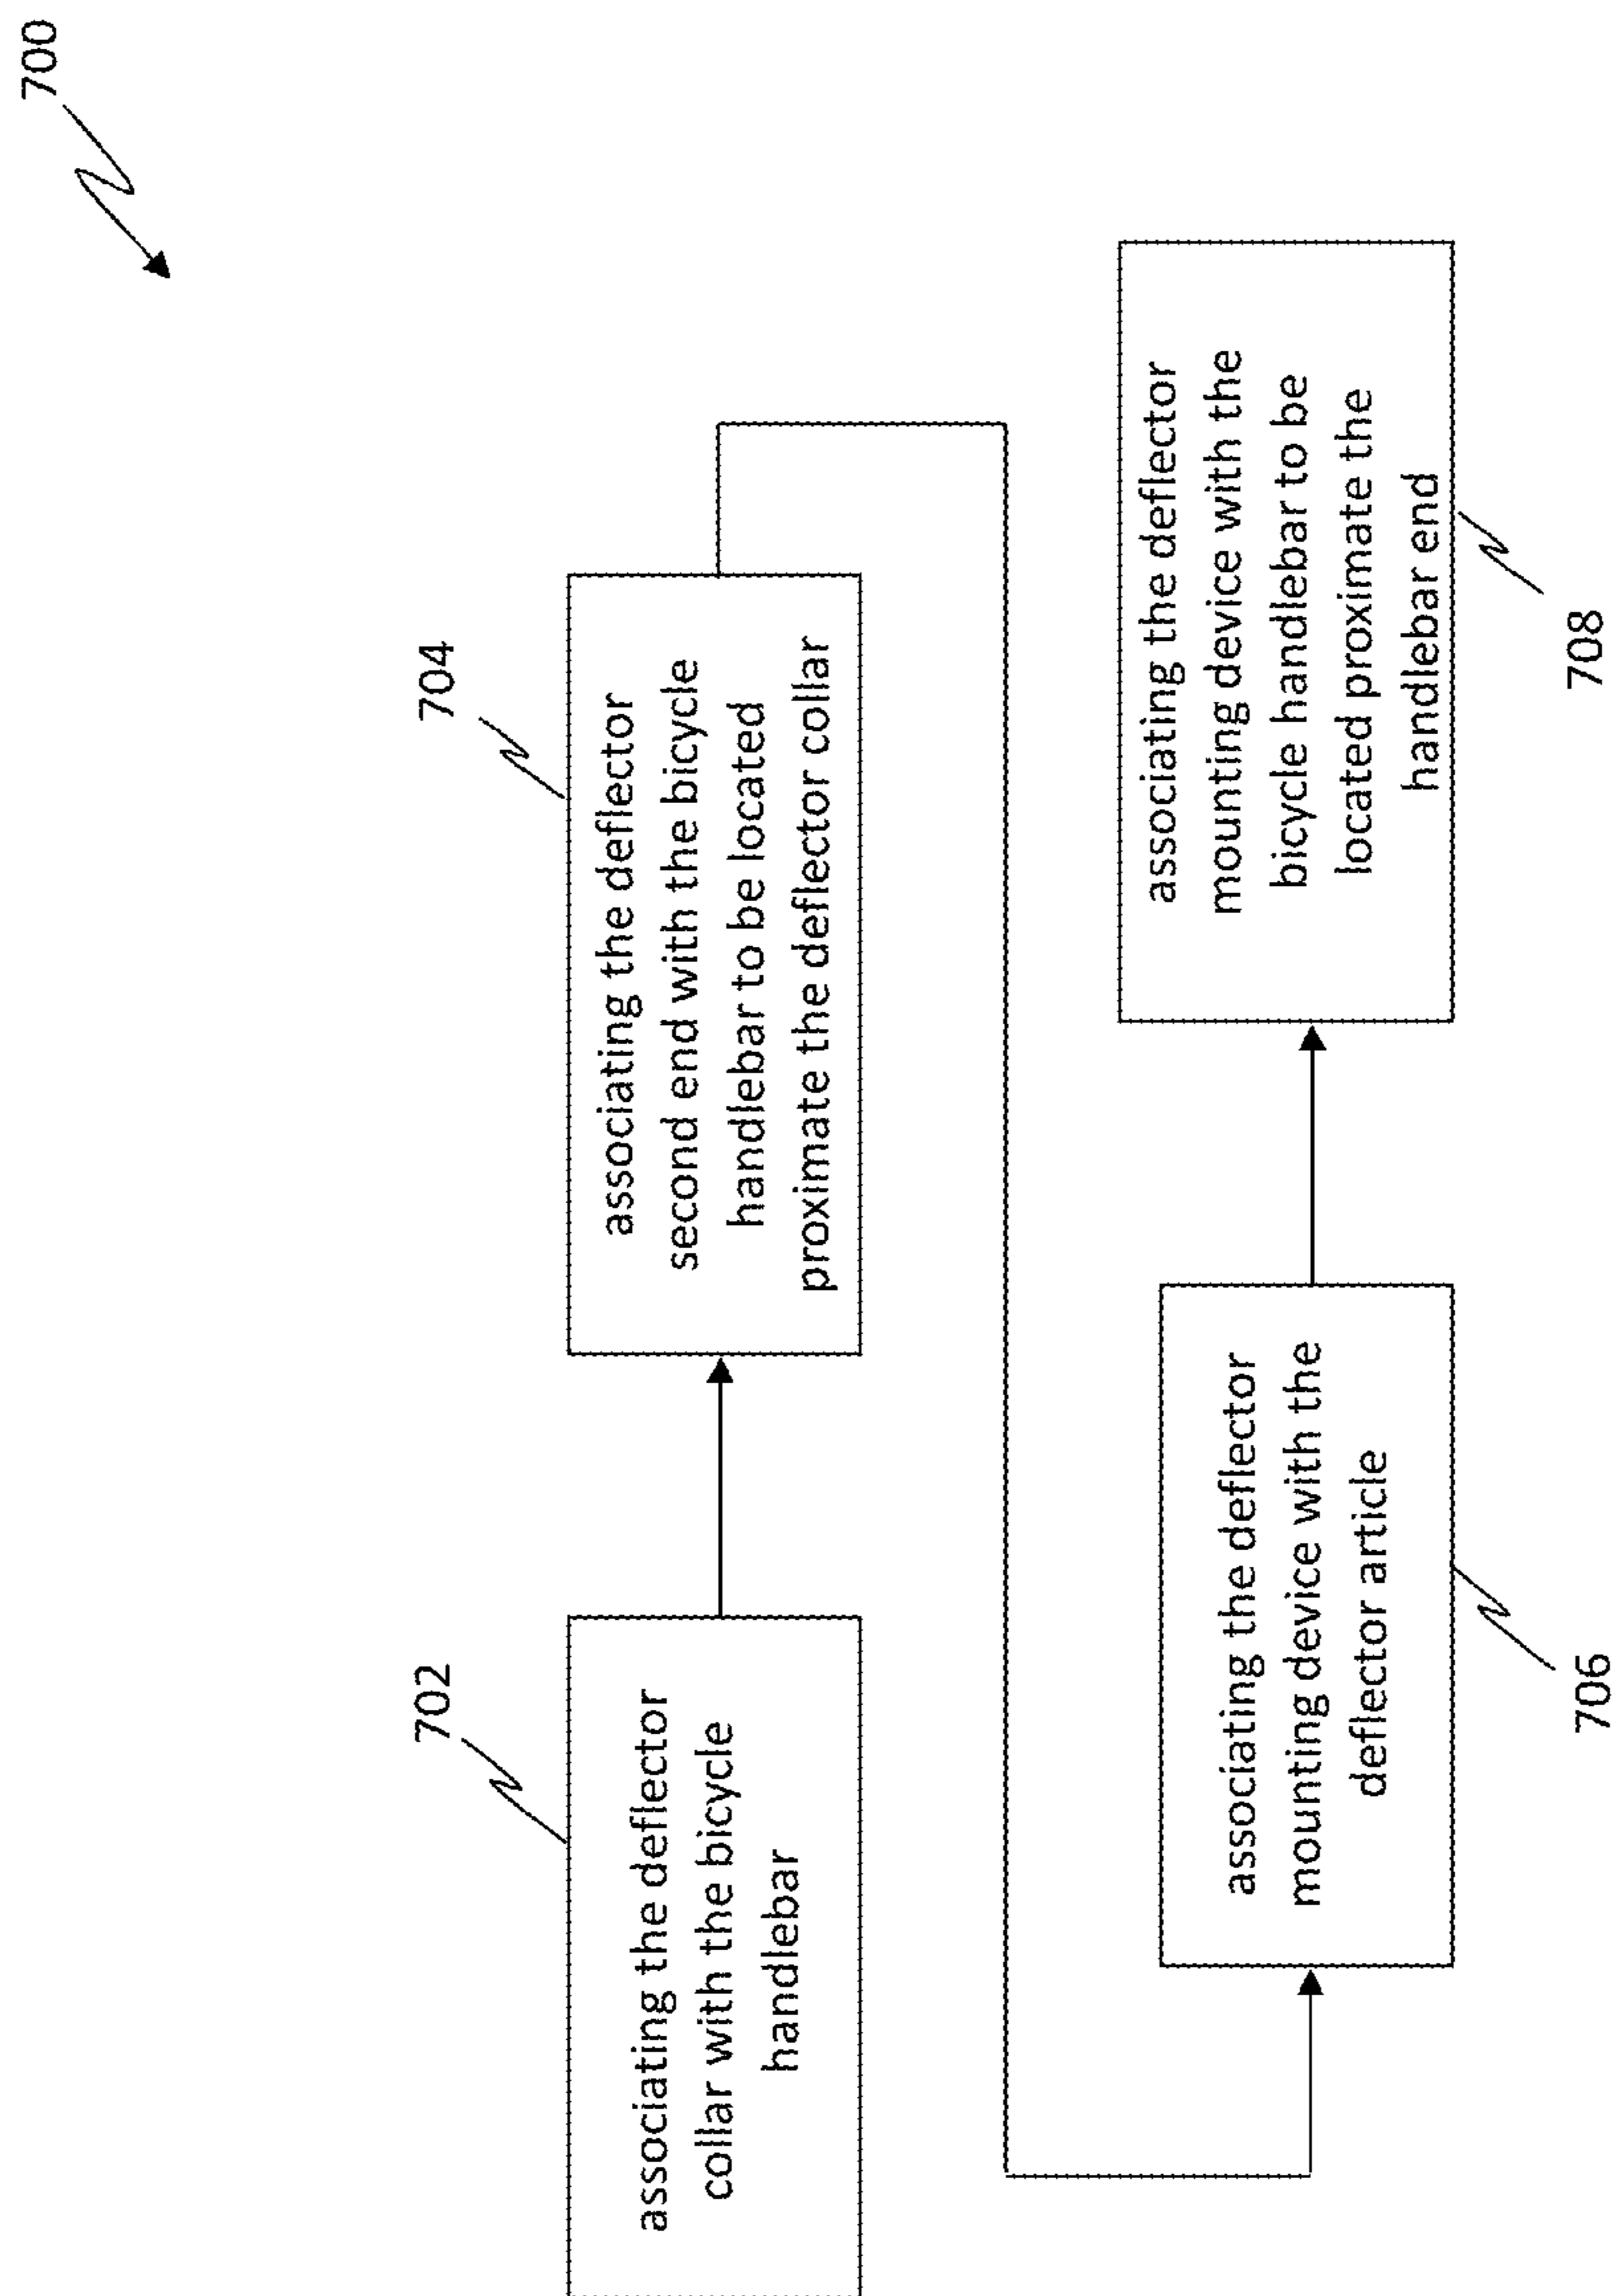 700
702
associating the deflector
collar with the bicycle
handlebar
704
associating the deflector
second end with the bicycle
handlebar to be located
proximate the deflector collar
associating the deflector
mounting device with the
deflector article
706
associating the deflector
mounting device with the
bicycle handlebar to be
located proximate the
handlebar end
708